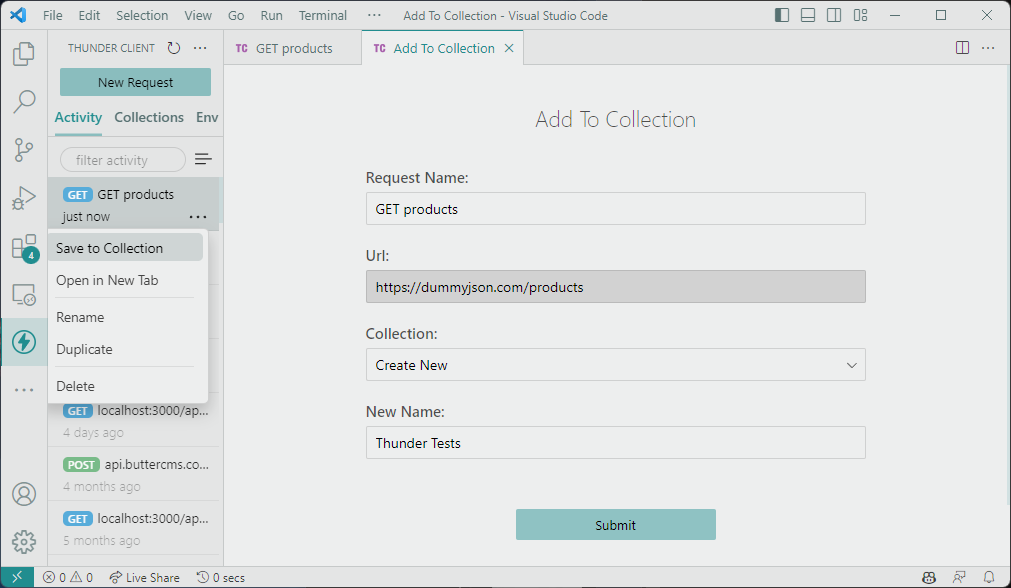 File Edit Selection View Go Run Terminal ··· Add To Collection - Visual Studio Code
THUNDER CLIENT ···
New Request
Activity Collections Env
filter activity
GET GET products
just now ···
Save to Collection
Open in New Tab
Rename
Duplicate
Delete
GET localhost:3000/ap...
4 days ago
POST api.buttercms.co...
4 months ago
GET localhost:3000/ap...
5 months ago
4
TC GET products
TC Add To Collection
Add To Collection
Request Name:
GET products
Url:
https://dummyjson.com/products
Collection:
Create New
New Name:
Thunder Tests
Submit
0 0 Live Share 0 secs